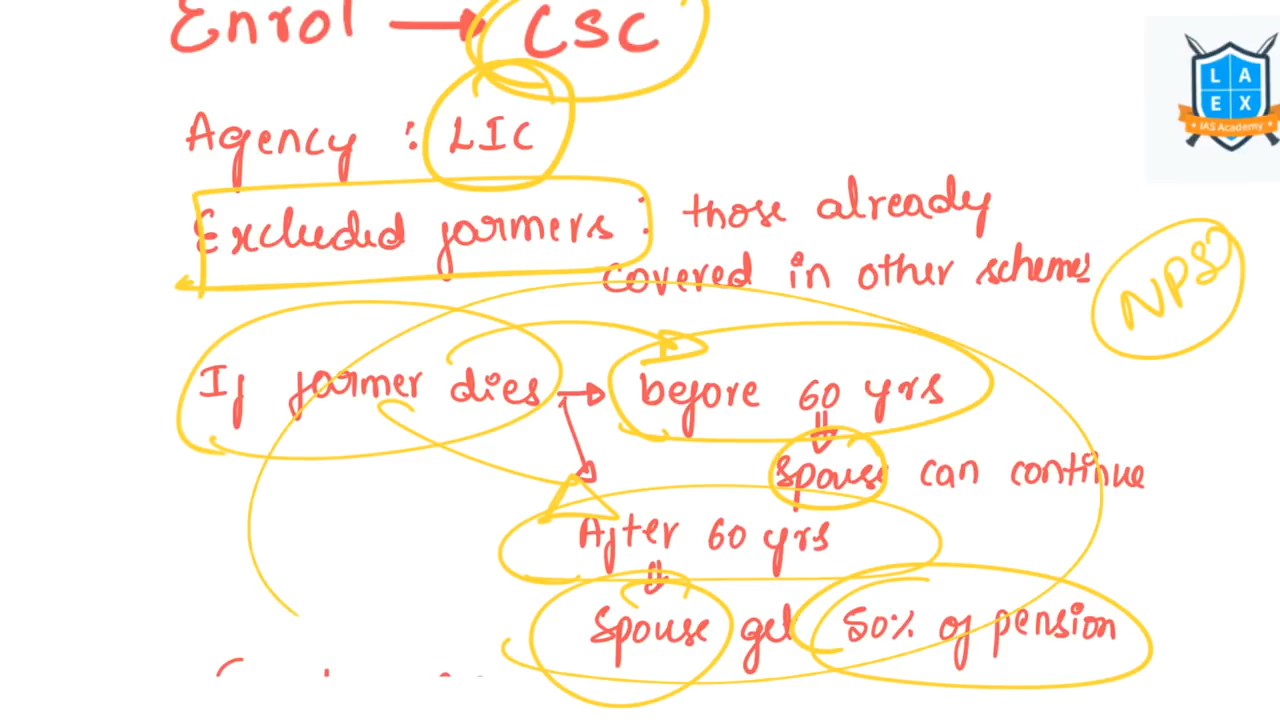 Enrol → CSC
Agency : LIC
Excluded farmers : those already
covered in other schemes
NPS
If farmer dies → before 60 yrs
Spouse can continue
After 60 yrs
Spouse get 50% of pension
LAEX
IAS Academy